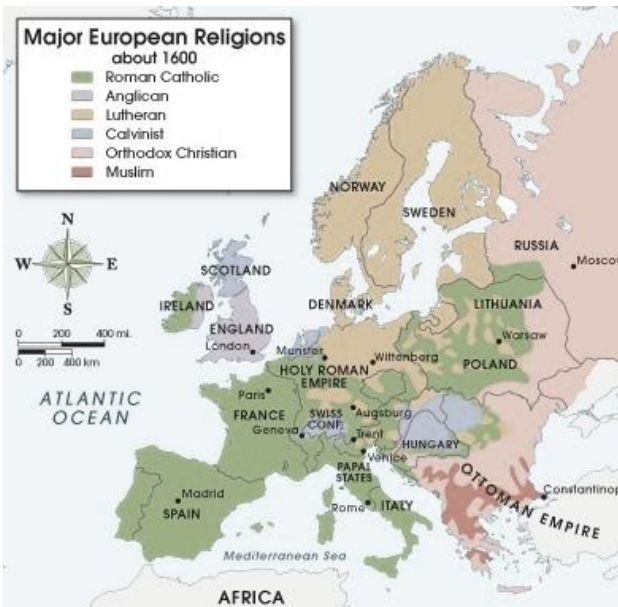 Major European Religions
about 1600
Roman Catholic
Anglican
Lutheran
Calvinist
Orthodox Christian
Muslim
N
W E
S
0 200 400 mi.
0 200 400 km
NORWAY
SWEDEN
RUSSIA
Moscow
SCOTLAND
IRELAND
ENGLAND
London
DENMARK
LITHUANIA
Warsaw
POLAND
Munster
Wittenberg
HOLY ROMAN
EMPIRE
ATLANTIC
OCEAN
Paris
FRANCE
Augsburg
SWISS
CONF.
Geneva
Trent
HUNGARY
Venice
PAPAL
STATES
Madrid
SPAIN
Rome
ITALY
Constantinop
OTTOMAN EMPIRE
Mediterranean Sea
AFRICA